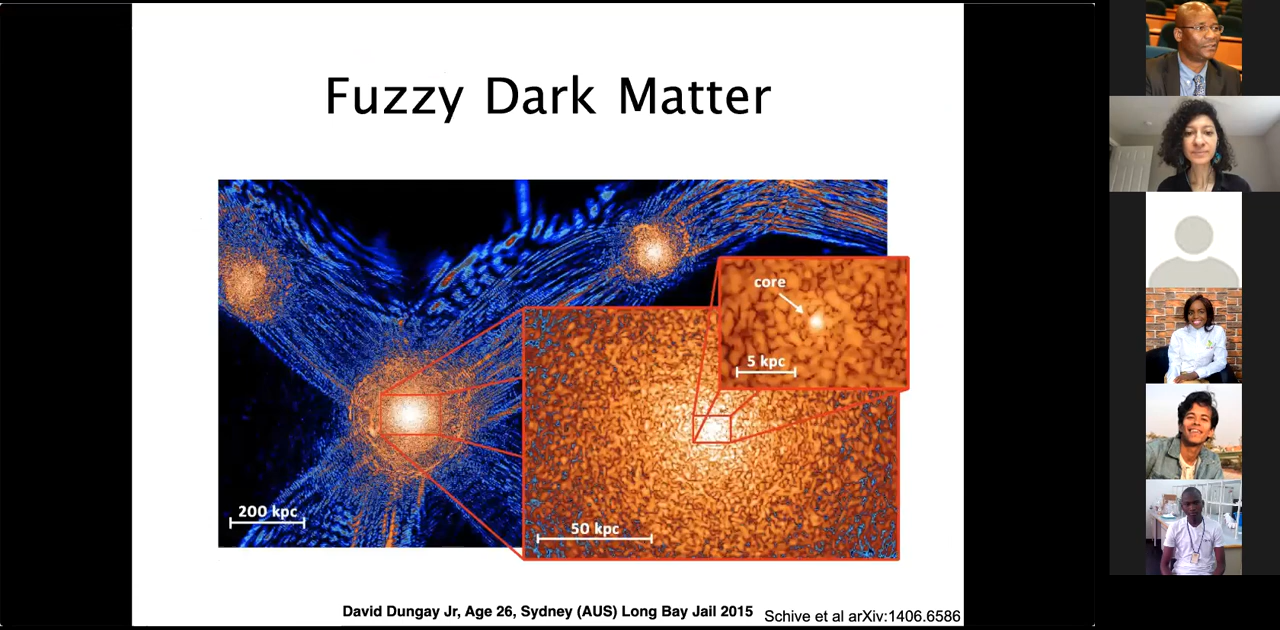 Fuzzy Dark Matter
core
5 kpc
200 kpc
50 kpc
David Dungay Jr, Age 26, Sydney (AUS) Long Bay Jail 2015
Schive et al arXiv:1406.6586